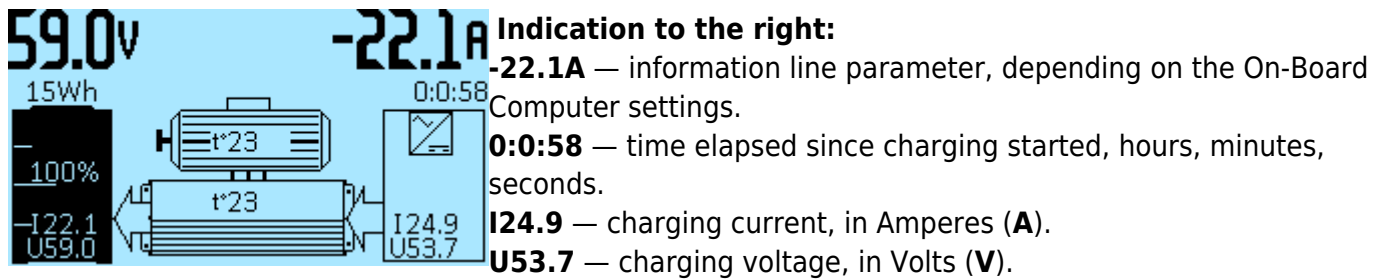 59.0V -22.1A
15Wh 0:0:58
t°23
100%
t°23
I22.1 I24.9
U59.0 U53.7
Indication to the right:
-22.1A — information line parameter, depending on the On-Board
Computer settings.
0:0:58 — time elapsed since charging started, hours, minutes,
seconds.
I24.9 — charging current, in Amperes (A).
U53.7 — charging voltage, in Volts (V).